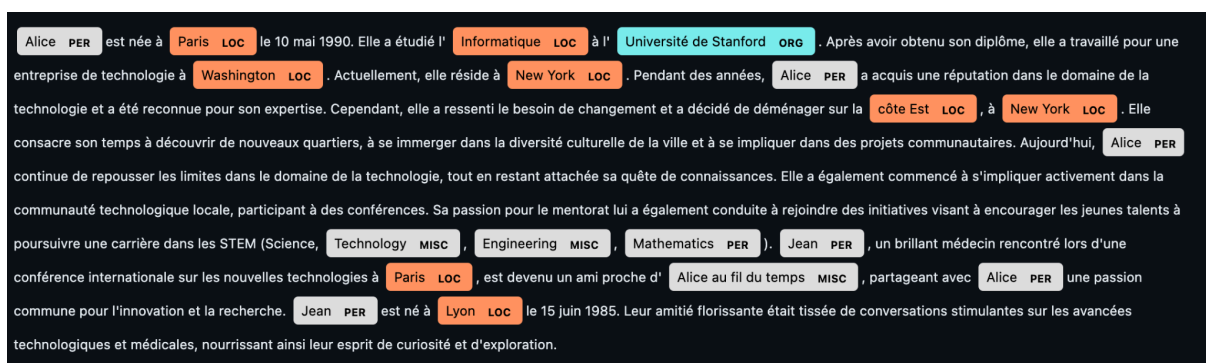 Alice PER est née à Paris LOC le 10 mai 1990. Elle a étudié l' Informatique LOC à l' Université de Stanford ORG . Après avoir obtenu son diplôme, elle a travaillé pour une
entreprise de technologie à Washington LOC . Actuellement, elle réside à New York LOC . Pendant des années, Alice PER a acquis une réputation dans le domaine de la
technologie et a été reconnue pour son expertise. Cependant, elle a ressenti le besoin de changement et a décidé de déménager sur la côte Est LOC , à New York LOC . Elle
consacre son temps à découvrir de nouveaux quartiers, à se immerger dans la diversité culturelle de la ville et à se impliquer dans des projets communautaires. Aujourd'hui, Alice PER
continue de repousser les limites dans le domaine de la technologie, tout en restant attachée sa quête de connaissances. Elle a également commencé à s'impliquer activement dans la
communauté technologique locale, participant à des conférences. Sa passion pour le mentorat lui a également conduite à rejoindre des initiatives visant à encourager les jeunes talents à
poursuivre une carrière dans les STEM (Science, Technology MISC , Engineering MISC , Mathematics PER ). Jean PER , un brillant médecin rencontré lors d'une
conférence internationale sur les nouvelles technologies à Paris LOC , est devenu un ami proche d' Alice au fil du temps MISC , partageant avec Alice PER une passion
commune pour l'innovation et la recherche. Jean PER est né à Lyon LOC le 15 juin 1985. Leur amitié florissante était tissée de conversations stimulantes sur les avancées
technologiques et médicales, nourrissant ainsi leur esprit de curiosité et d'exploration.